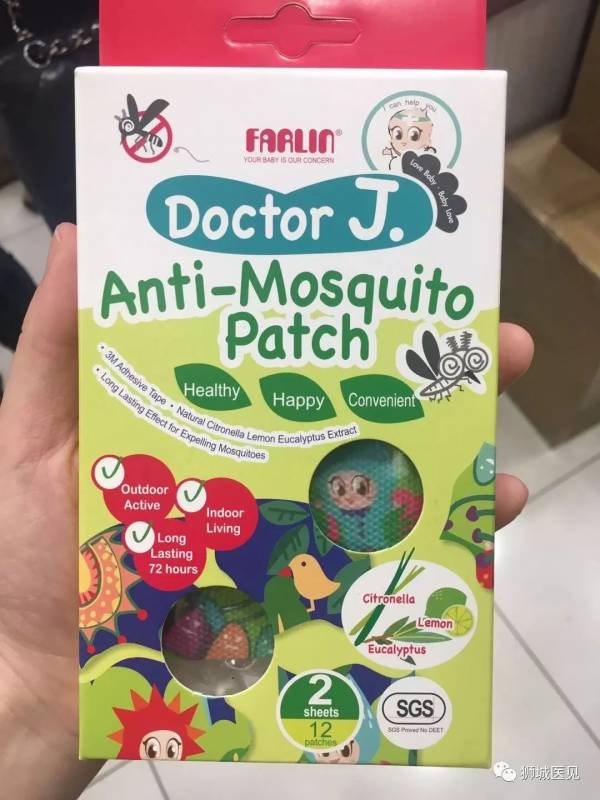 I can help you
FARLIN®
YOUR BABY IS OUR CONCERN
Love Baby · Baby Love
Doctor J.
Anti-Mosquito
Patch
Healthy
Happy
Convenient
• 3M Adhesive Tape • Natural Citronella Lemon Eucalyptus Extract
• Long Lasting Effect for Expelling Mosquitoes
Outdoor
Active
Indoor
Living
Long
Lasting
72 hours
Citronella
Lemon
Eucalyptus
2
sheets
12
patches
SGS
SGS Proved No DEET
狮城医见